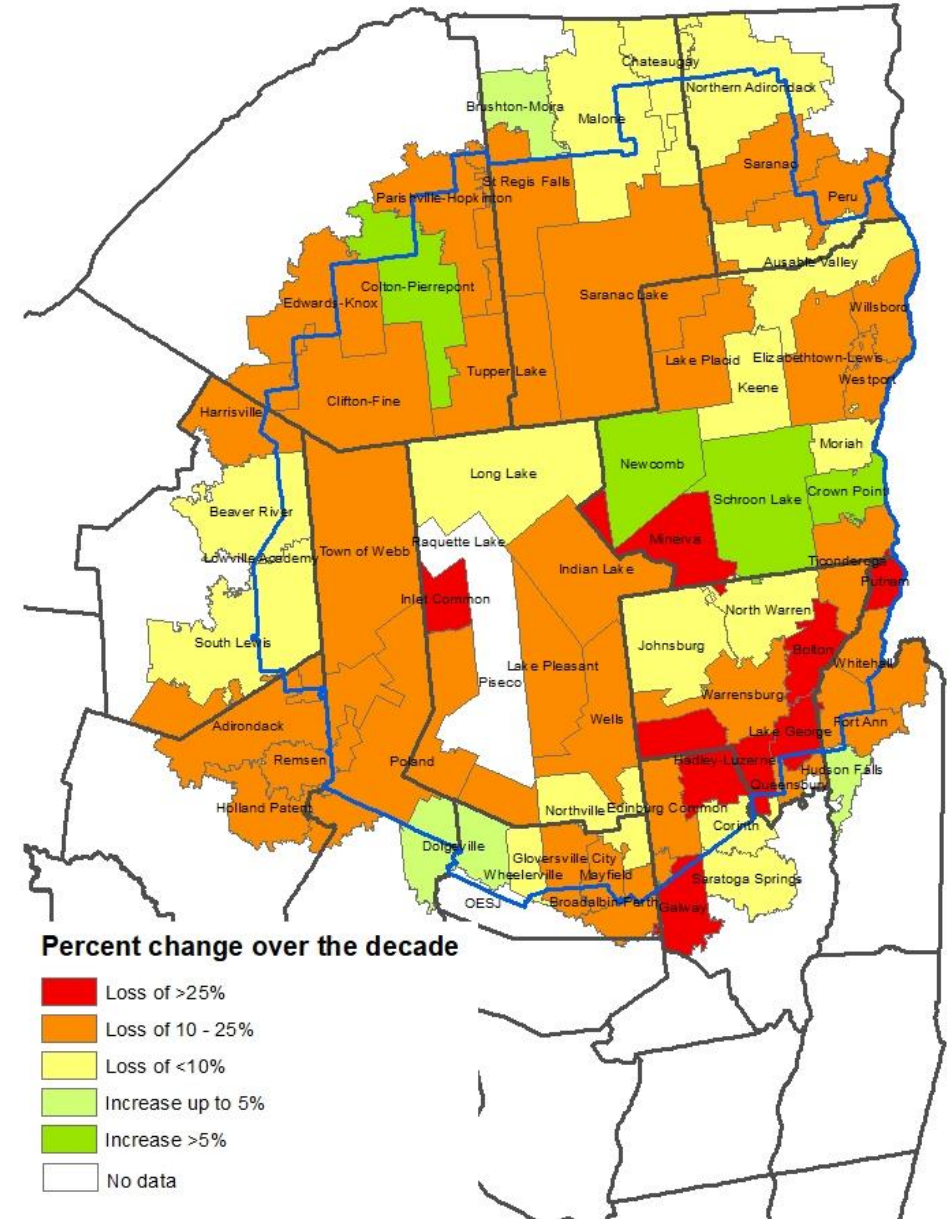 Chateaugay
Northern Adirondack
Brushton-Moira
Malone
Saranac
St Regis Falls
Parishville-Hopkinton
Peru
Ausable Valley
Colton-Pierrepont
Saranac Lake
Edwards-Knox
Willsboro
Lake Placid
Elizabethtown-Lewis
Tupper Lake
Westport
Keene
Clifton-Fine
Harrisville
Moriah
Newcomb
Long Lake
Crown Point
Schroon Lake
Beaver River
Minerva
Raquette Lake
Town of Webb
Lowville Academy
Ticonderoga
Indian Lake
Putnam
Inlet Common
North Warren
South Lewis
Johnsburg
Bolton
Whitehall
Lake Pleasant
Piseco
Warrensburg
Wells
Fort Ann
Adirondack
Lake George
Remsen
Poland
Hadley-Luzerne
Hudson Falls
Queensbury
Holland Patent
Northville
Edinburg Common
Corinth
Dolgeville
Gloversville City
Wheelerville
Mayfield
Saratoga Springs
OESJ
Broadalbin-Perth
Galway
Percent change over the decade
Loss of >25%
Loss of 10 - 25%
Loss of <10%
Increase up to 5%
Increase >5%
No data